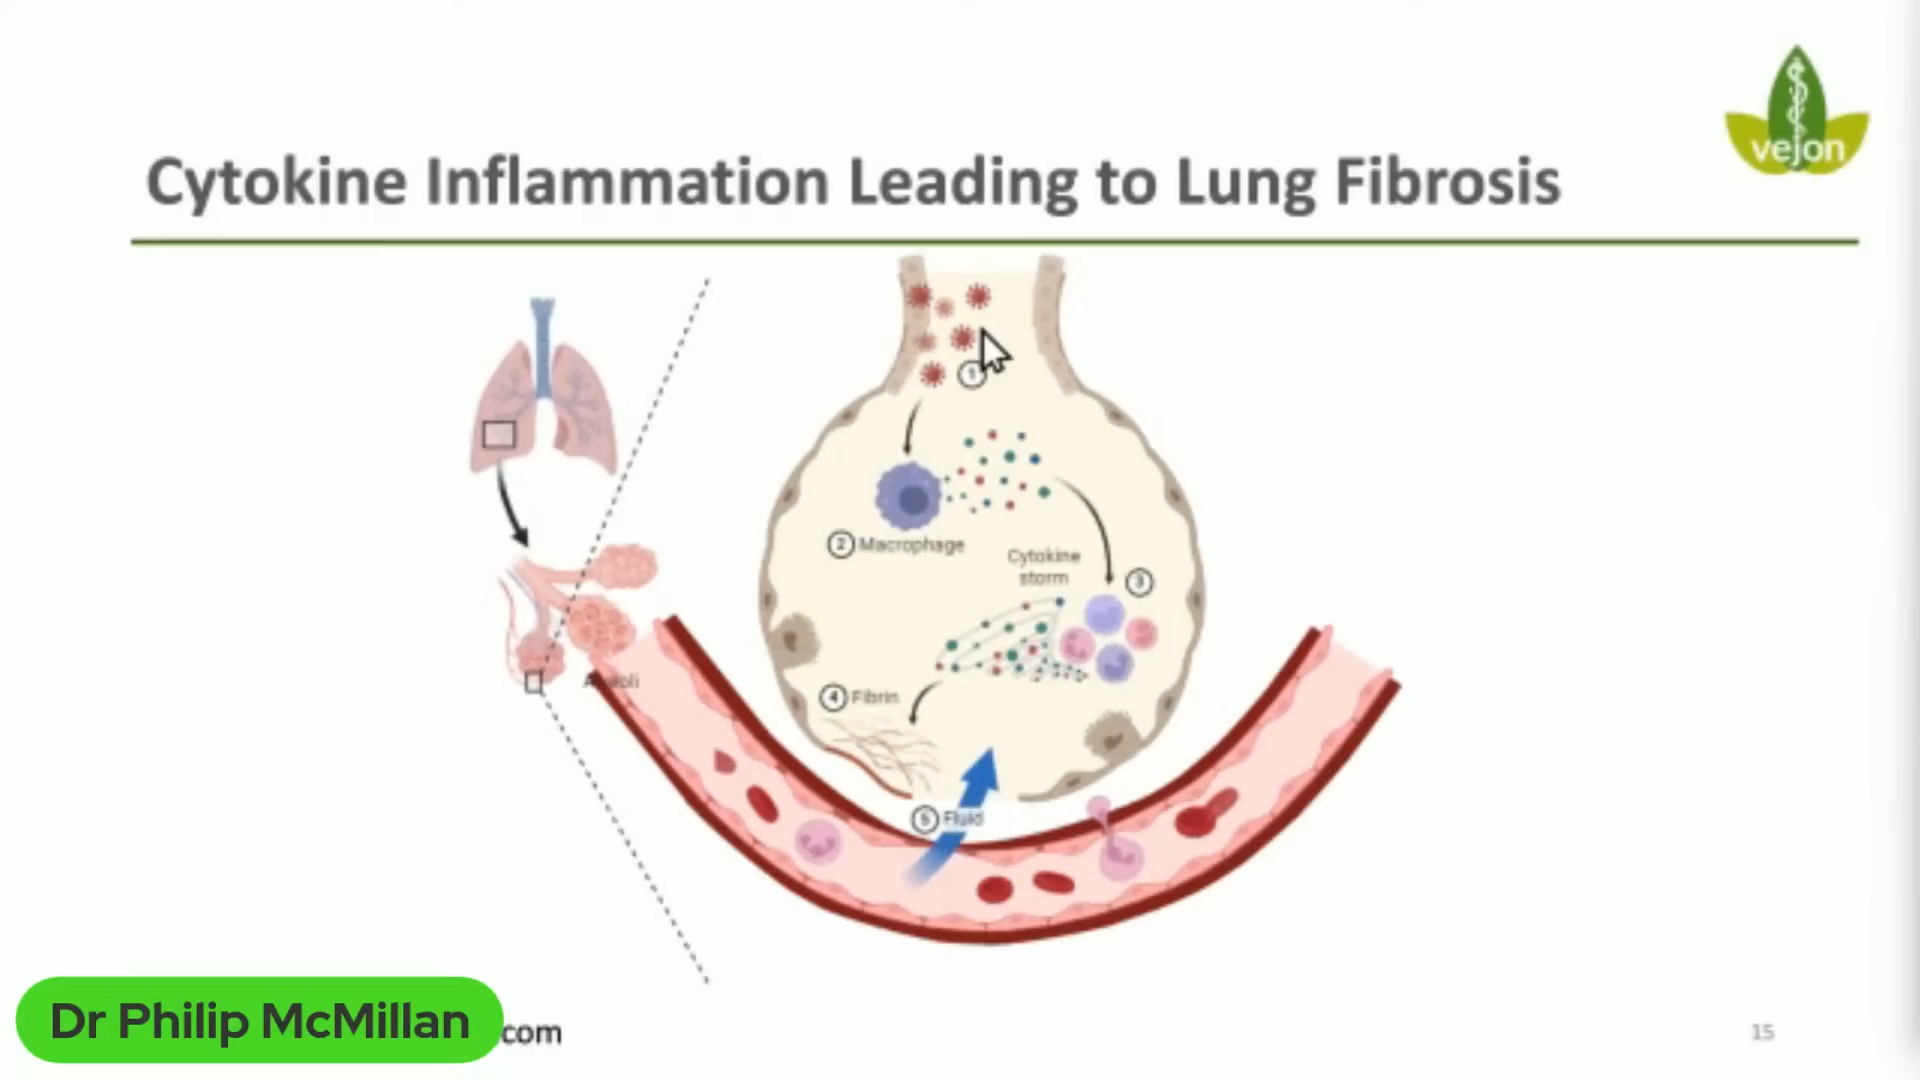 vejon
Cytokine Inflammation Leading to Lung Fibrosis
1
2 Macrophage
Cytokine
storm
3
4 Fibrin
5 Fluid
Dr Philip McMillan
.com
15